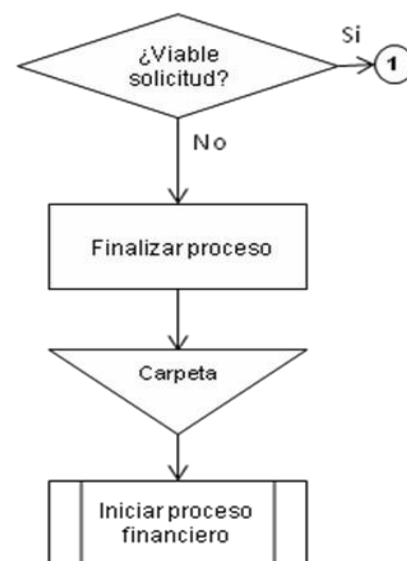 ¿Viable
solicitud?
Si
1
No
Finalizar proceso
Carpeta
Iniciar proceso
financiero